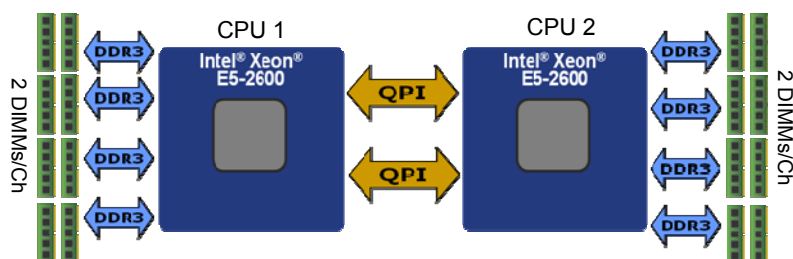 CPU 1
CPU 2
2 DIMMs/Ch
DDR3
DDR3
DDR3
DDR3
Intel® Xeon®
E5-2600
QPI
QPI
Intel® Xeon®
E5-2600
DDR3
DDR3
DDR3
DDR3
2 DIMMs/Ch